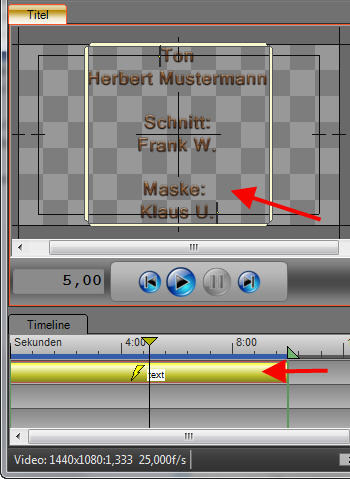 Titel
Ton
Herbert Mustermann
Schnitt:
Frank W.
Maske:
Klaus U.
5,00
Timeline
Sekunden 4:00 8:00
text
Video: 1440x1080:1,333 25,000f/s